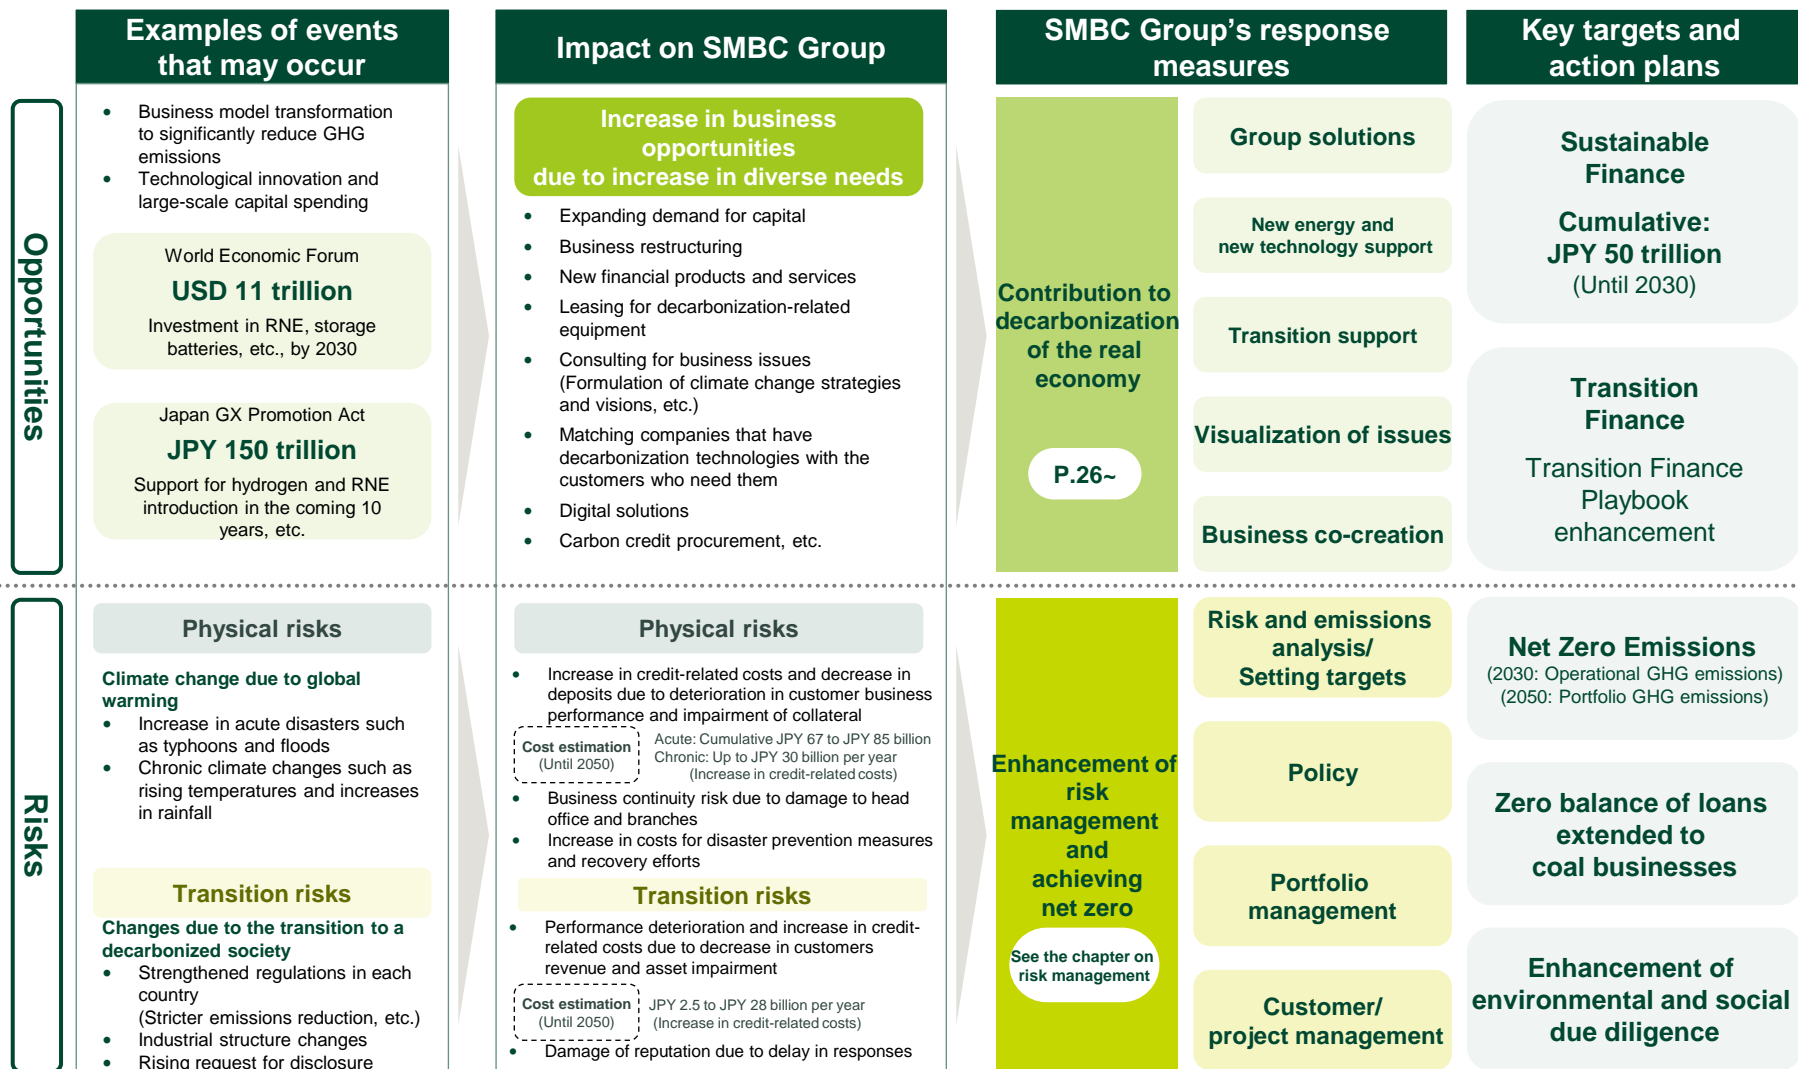 Examples of events
that may occur
Impact on SMBC Group
SMBC Group’s response
measures
Key targets and
action plans
Opportunities
• Business model transformation
to significantly reduce GHG
emissions
• Technological innovation and
large-scale capital spending
World Economic Forum
USD 11 trillion
Investment in RNE, storage
batteries, etc., by 2030
Japan GX Promotion Act
JPY 150 trillion
Support for hydrogen and RNE
introduction in the coming 10
years, etc.
Increase in business
opportunities
due to increase in diverse needs
• Expanding demand for capital
• Business restructuring
• New financial products and services
• Leasing for decarbonization-related
equipment
• Consulting for business issues
(Formulation of climate change strategies
and visions, etc.)
• Matching companies that have
decarbonization technologies with the
customers who need them
• Digital solutions
• Carbon credit procurement, etc.
Contribution to
decarbonization
of the real
economy
P.26~
Group solutions
New energy and
new technology support
Transition support
Visualization of issues
Business co-creation
Sustainable
Finance
Cumulative:
JPY 50 trillion
(Until 2030)
Transition
Finance
Transition Finance
Playbook
enhancement
Risks
Physical risks
Climate change due to global
warming
• Increase in acute disasters such
as typhoons and floods
• Chronic climate changes such as
rising temperatures and increases
in rainfall
Transition risks
Changes due to the transition to a
decarbonized society
• Strengthened regulations in each
country
(Stricter emissions reduction, etc.)
• Industrial structure changes
• Rising request for disclosure
Physical risks
• Increase in credit-related costs and decrease in
deposits due to deterioration in customer business
performance and impairment of collateral
Cost estimation
(Until 2050)
Acute: Cumulative JPY 67 to JPY 85 billion
Chronic: Up to JPY 30 billion per year
(Increase in credit-related costs)
• Business continuity risk due to damage to head
office and branches
• Increase in costs for disaster prevention measures
and recovery efforts
Transition risks
• Performance deterioration and increase in credit-
related costs due to decrease in customers
revenue and asset impairment
Cost estimation
(Until 2050)
JPY 2.5 to JPY 28 billion per year
(Increase in credit-related costs)
• Damage of reputation due to delay in responses
Enhancement of
risk
management
and
achieving
net zero
See the chapter on
risk management
Risk and emissions
analysis/
Setting targets
Policy
Portfolio
management
Customer/
project management
Net Zero Emissions
(2030: Operational GHG emissions)
(2050: Portfolio GHG emissions)
Zero balance of loans
extended to
coal businesses
Enhancement of
environmental and social
due diligence